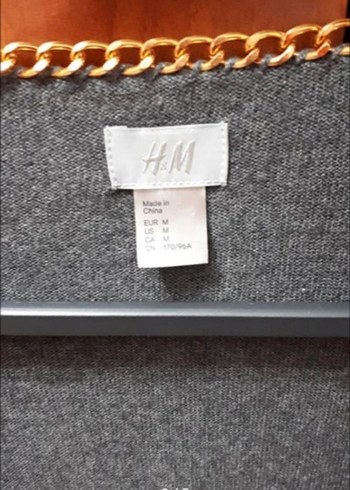 H&M
Made in
China
EUR M
US M
CA M
CN 170/96A